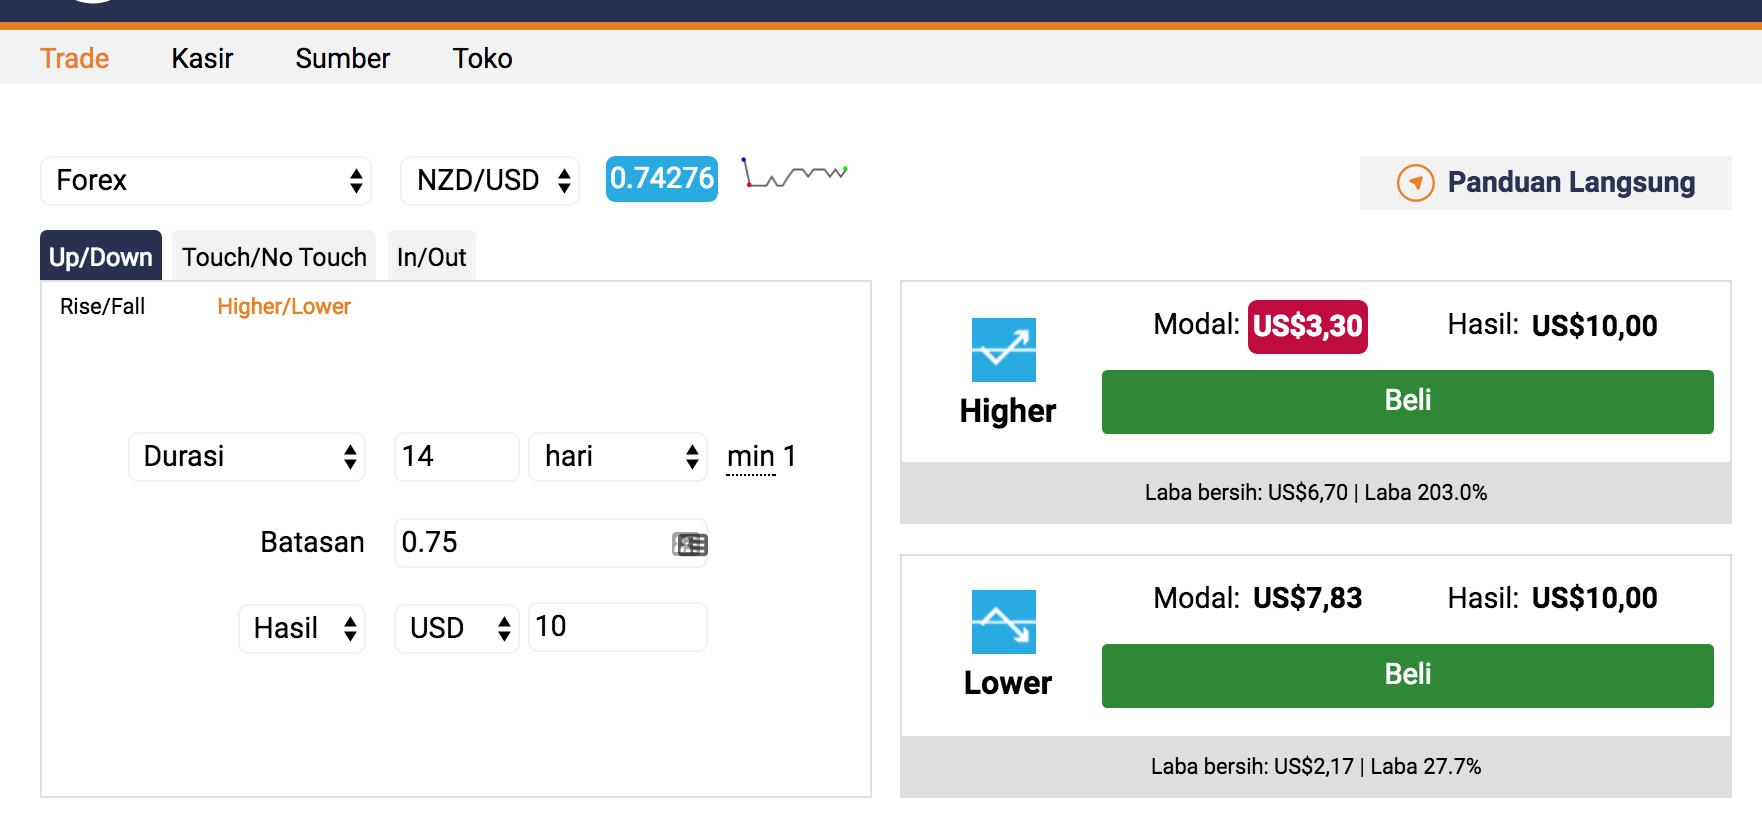 Trade Kasir Sumber Toko
Forex NZD/USD 0.74276
Panduan Langsung
Up/Down Touch/No Touch In/Out
Rise/Fall Higher/Lower
Durasi 14 hari min 1
Batasan 0.75
Hasil USD 10
Modal: US$3,30 Hasil: US$10,00
Higher
Beli
Laba bersih: US$6,70 | Laba 203.0%
Modal: US$7,83 Hasil: US$10,00
Lower
Beli
Laba bersih: US$2,17 | Laba 27.7%